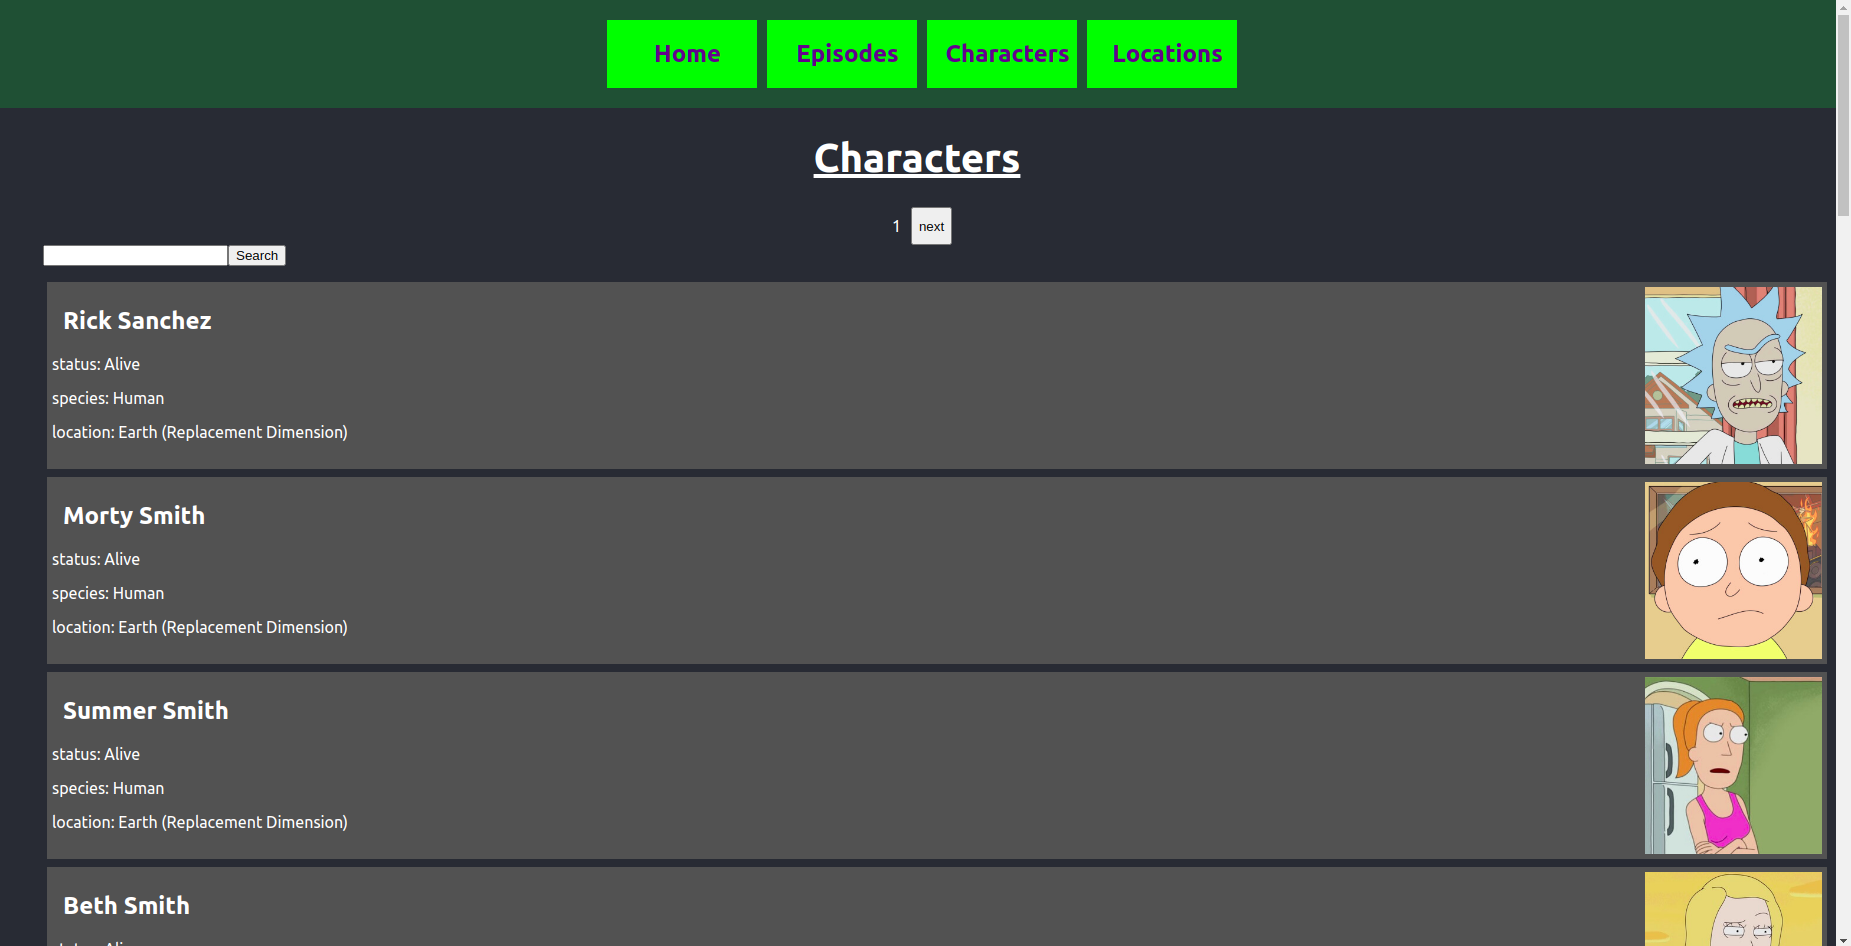 Home Episodes Characters Locations
Characters
1 next
Search
Rick Sanchez
status: Alive
species: Human
location: Earth (Replacement Dimension)
Morty Smith
status: Alive
species: Human
location: Earth (Replacement Dimension)
Summer Smith
status: Alive
species: Human
location: Earth (Replacement Dimension)
Beth Smith